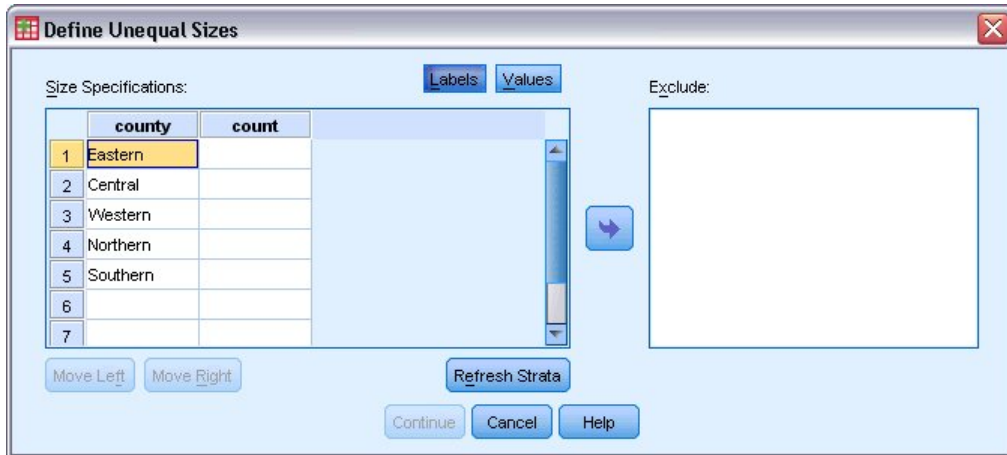 Define Unequal Sizes
Labels Values
Size Specifications:
Exclude:
county count
1 Eastern
2 Central
3 Western
4 Northern
5 Southern
6
7
Move Left Move Right Refresh Strata
Continue Cancel Help